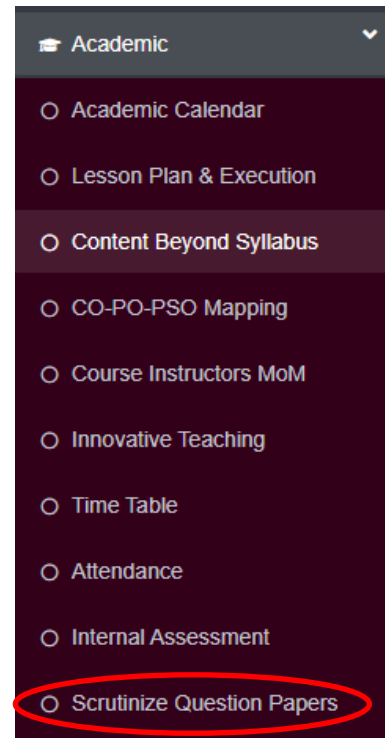 Academic
Academic Calendar
Lesson Plan & Execution
Content Beyond Syllabus
CO-PO-PSO Mapping
Course Instructors MoM
Innovative Teaching
Time Table
Attendance
Internal Assessment
Scrutinize Question Papers